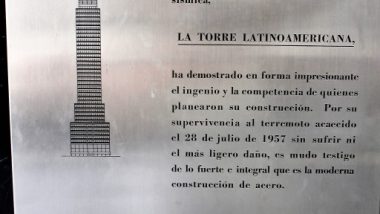 sísmica,
LA TORRE LATINOAMERICANA,
ha demostrado en forma impresionante
el ingenio y la competencia de quienes
planearon su construcción. Por su
supervivencia al terremoto acaecido
el 28 de julio de 1957 sin sufrir ni
el más ligero daño, es mudo testigo
de lo fuerte e integral que es la moderna
construcción de acero.